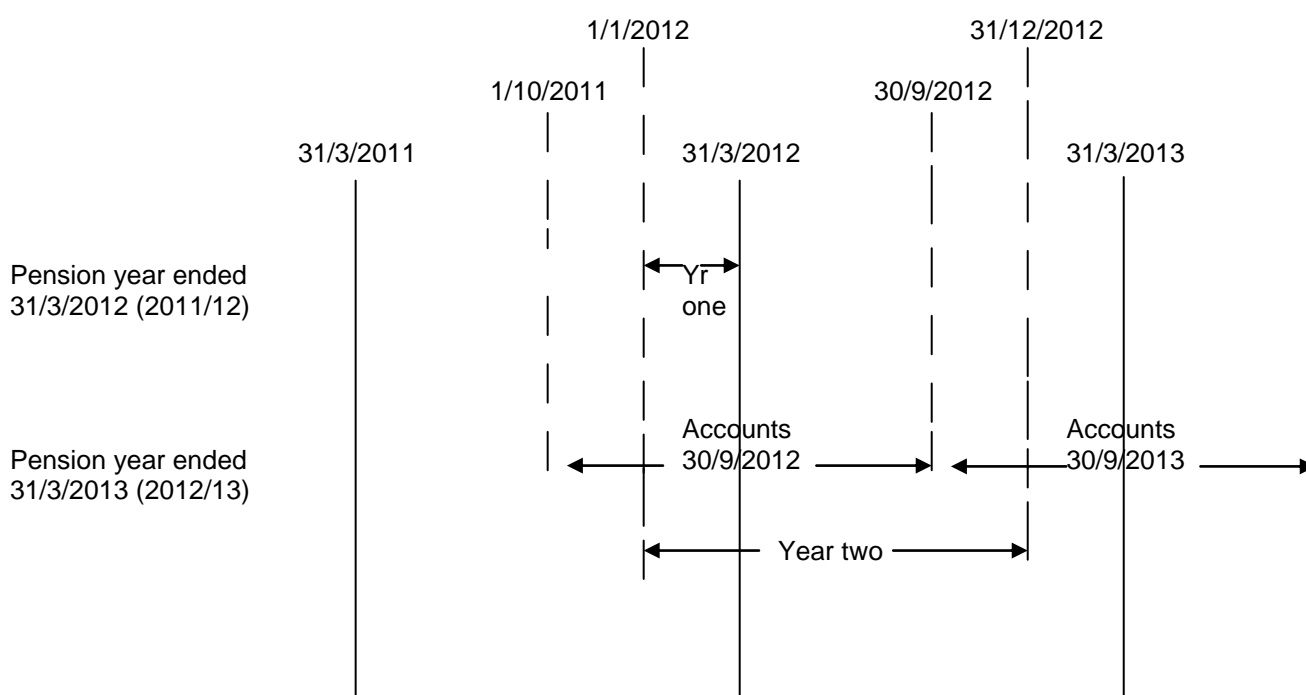 1/1/2012
31/12/2012
1/10/2011
30/9/2012
31/3/2011
31/3/2012
31/3/2013
Pension year ended
31/3/2012 (2011/12)
Yr
one
Pension year ended
31/3/2013 (2012/13)
Accounts
30/9/2012
Accounts
30/9/2013
Year two